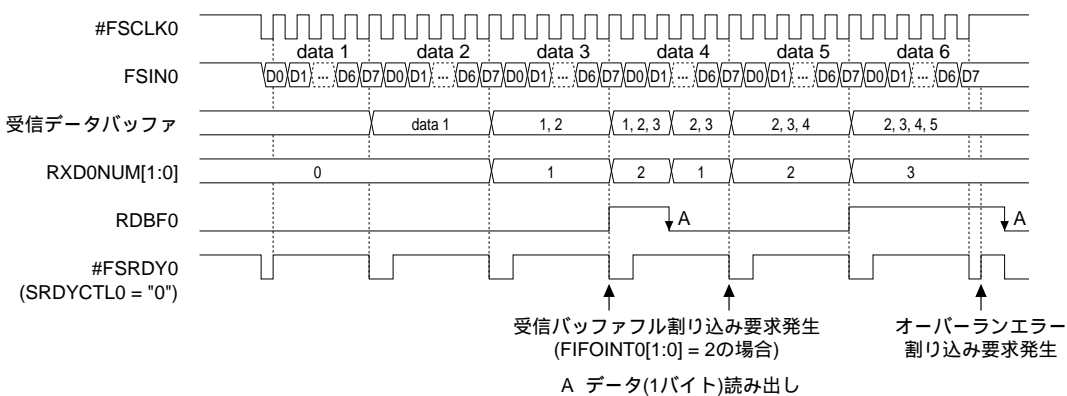 #FSCLK0
data 1 data 2 data 3 data 4 data 5 data 6
FSIN0 D0 D1 ... D6 D7 D0 D1 ... D6 D7 D0 D1 ... D6 D7 D0 D1 ... D6 D7 D0 D1 ... D6 D7 D0 D1 ... D6 D7
受信データバッファ data 1 1, 2 1, 2, 3 2, 3 2, 3, 4 2, 3, 4, 5
RXD0NUM[1:0] 0 1 2 1 2 3
RDBF0 A A
#FSRDY0
(SRDYCTL0 = "0")
受信バッファフル割り込み要求発生 オーバーランエラー
(FIFOINT0[1:0] = 2の場合) 割り込み要求発生
A データ(1バイト)読み出し